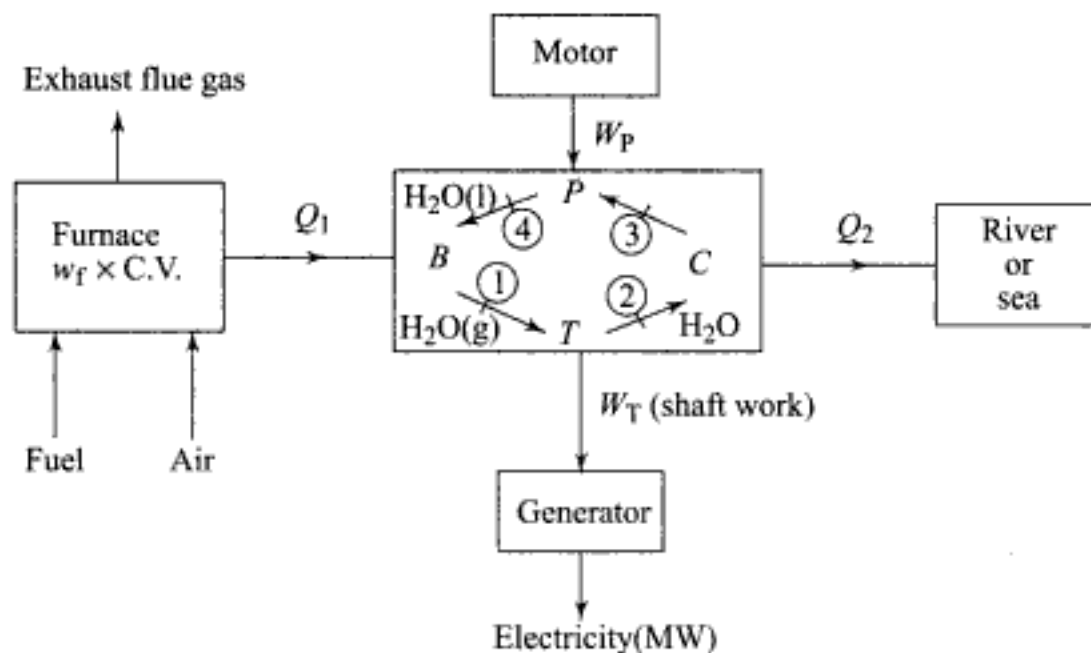 Motor
Exhaust flue gas
W_P
H₂O(l)
P
Furnace
w_f × C.V.
Q₁
4
3
B
C
Q₂
River
or
sea
1
2
H₂O(g)
T
H₂O
W_T (shaft work)
Fuel
Air
Generator
Electricity(MW)